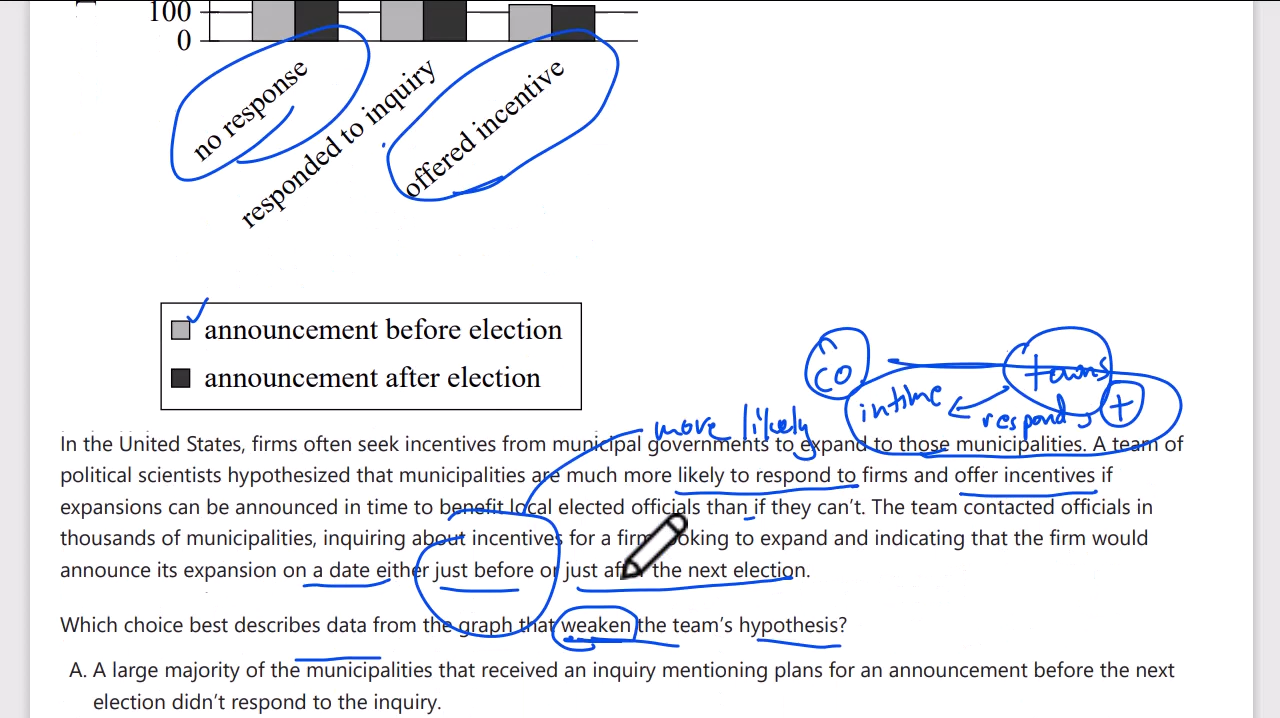 100
0
no response
responded to inquiry
offered incentive
announcement before election
announcement after election
co
towns
in time
respond
+
more likely
In the United States, firms often seek incentives from municipal governments to expand to those municipalities. A team of
political scientists hypothesized that municipalities are much more likely to respond to firms and offer incentives if
expansions can be announced in time to benefit local elected officials than if they can’t. The team contacted officials in
thousands of municipalities, inquiring about incentives for a firm looking to expand and indicating that the firm would
announce its expansion on a date either just before or just after the next election.
Which choice best describes data from the graph that weaken the team’s hypothesis?
A. A large majority of the municipalities that received an inquiry mentioning plans for an announcement before the next
election didn’t respond to the inquiry.